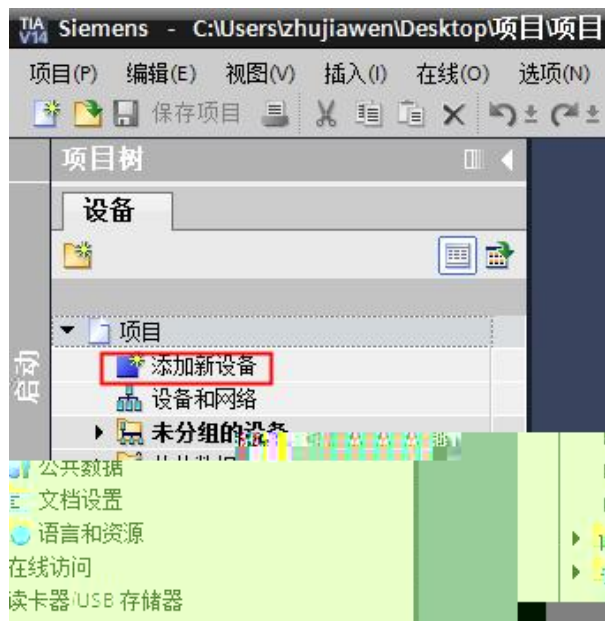 TIA V14 Siemens - C:\Users\zhujiawen\Desktop\项目\项目
项目(P) 编辑(E) 视图(V) 插入(I) 在线(O) 选项(N)
保存项目
项目树
设备
启动
项目
添加新设备
设备和网络
未分组的设备
公共数据
文档设置
语言和资源
在线访问
读卡器/USB 存储器